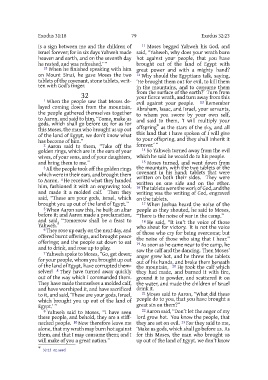 Exodus 31:18
79
Exodus 32:23
is a sign between me and the children of
Israel forever; for in six days Yahweh made
heaven and earth, and on the seventh day
he rested, and was refreshed.'"
18 When he finished speaking with him
on Mount Sinai, he gave Moses the two
tablets of the covenant, stone tablets, writ-
ten with God's finger.
32
1 When the people saw that Moses de-
layed coming down from the mountain,
the people gathered themselves together
to Aaron, and said to him, "Come, make us
gods, which shall go before us; for as for
this Moses, the man who brought us up out
of the land of Egypt, we don't know what
has become of him."
2 Aaron said to them, "Take off the
golden rings, which are in the ears of your
wives, of your sons, and of your daughters,
and bring them to me."
3 All the people took off the golden rings
which were in their ears, and brought them
to Aaron. 4 He received what they handed
him, fashioned it with an engraving tool,
and made it a molded calf. Then they
said, "These are your gods, Israel, which
brought you up out of the land of Egypt."
5 When Aaron saw this, he built an altar
before it; and Aaron made a proclamation,
and said, "Tomorrow shall be a feast to
Yahweh."
6 They rose up early on the next day, and
offered burnt offerings, and brought peace
offerings; and the people sat down to eat
and to drink, and rose up to play.
7 Yahweh spoke to Moses, "Go, get down;
for your people, whom you brought up out
of the land of Egypt, have corrupted them-
selves! 8 They have turned away quickly
out of the way which I commanded them.
They have made themselves a molded calf,
and have worshiped it, and have sacrificed
to it, and said, 'These are your gods, Israel,
which brought you up out of the land of
Egypt.'"
9 Yahweh said to Moses, "I have seen
these people, and behold, they are a stiff-
necked people. 10 Now therefore leave me
alone, that my wrath may burn hot against
them, and that I may consume them; and I
will make of you a great nation."
11 Moses begged Yahweh his God, and
said, "Yahweh, why does your wrath burn
hot against your people, that you have
brought out of the land of Egypt with
great power and with a mighty hand?
12 Why should the Egyptians talk, saying,
'He brought them out for evil, to kill them
in the mountains, and to consume them
from the surface of the earth?' Turn from
your fierce wrath, and turn away from this
evil against your people. 13 Remember
Abraham, Isaac, and Israel, your servants,
to whom you swore by your own self,
and said to them, 'I will multiply your
offspring as the stars of the sky, and all
this land that I have spoken of I will give
to your offspring, and they shall inherit it
forever.'"
14 So Yahweh turned away from the evil
which he said he would do to his people.
15 Moses turned, and went down from
the mountain, with the two tablets of the
covenant in his hand; tablets that were
written on both their sides. They were
written on one side and on the other.
16 The tablets were the work of God, and the
writing was the writing of God, engraved
on the tablets.
17 When Joshua heard the noise of the
people as they shouted, he said to Moses,
"There is the noise of war in the camp."
18 He said, "It isn't the voice of those
who shout for victory. It is not the voice
of those who cry for being overcome; but
the noise of those who sing that I hear."
19 As soon as he came near to the camp, he
saw the calf and the dancing. Then Moses'
anger grew hot, and he threw the tablets
out of his hands, and broke them beneath
the mountain. 20 He took the calf which
they had made, and burned it with fire,
ground it to powder, and scattered it on
the water, and made the children of Israel
drink it.
21 Moses said to Aaron, "What did these
people do to you, that you have brought a
great sin on them?"
22 Aaron said, "Don't let the anger of my
lord grow hot. You know the people, that
they are set on evil. 23 For they said to me,
'Make us gods, which shall go before us. As
for this Moses, the man who brought us
up out of the land of Egypt, we don't know